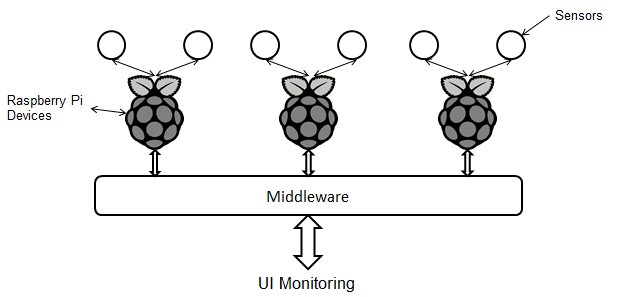 Sensors
Raspberry Pi
Devices
Middleware
UI Monitoring